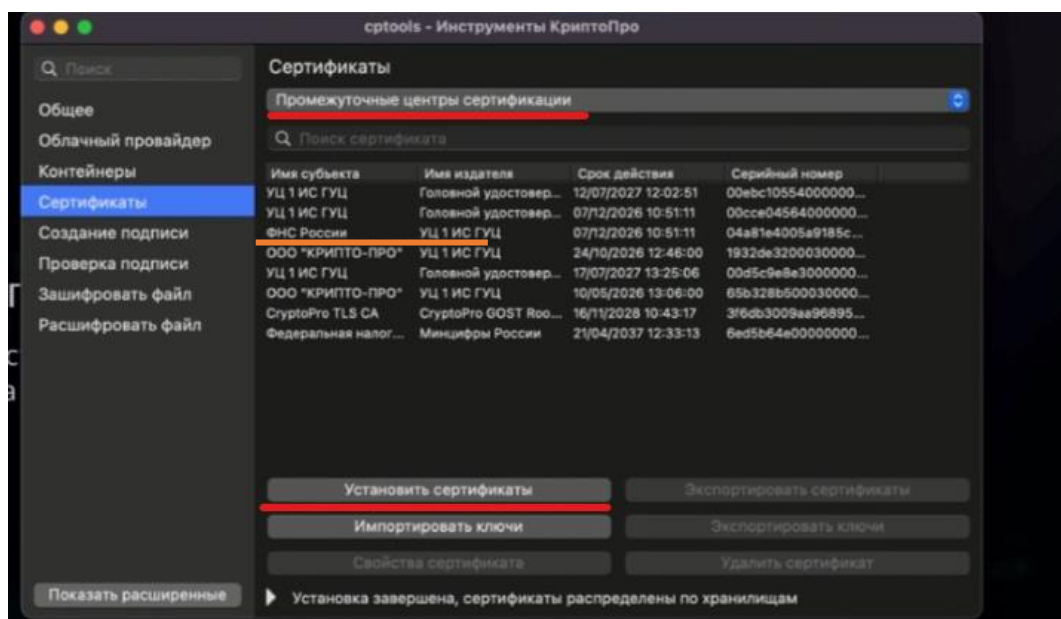 cptools - Инструменты КриптоПро
Поиск
Общее
Облачный провайдер
Контейнеры
Сертификаты
Создание подписи
Проверка подписи
Зашифровать файл
Расшифровать файл
Показать расширенные
Сертификаты
Промежуточные центры сертификации
Поиск сертификата
Имя субъекта Имя издателя Срок действия Серийный номер
УЦ 1 ИС ГУЦ Головной удостовер... 12/07/2027 12:02:51 00ebc10554000000...
УЦ 1 ИС ГУЦ Головной удостовер... 07/12/2026 10:51:11 00cce04564000000...
ФНС России УЦ 1 ИС ГУЦ 07/12/2026 10:51:11 04a81e4005a9185c...
ООО "КРИПТО-ПРО" УЦ 1 ИС ГУЦ 24/10/2026 12:46:00 1932de3200030000...
УЦ 1 ИС ГУЦ Головной удостовер... 17/07/2027 13:25:06 00d5c9e8e3000000...
ООО "КРИПТО-ПРО" УЦ 1 ИС ГУЦ 10/05/2026 13:06:00 65b328b500030000...
CryptoPro TLS CA CryptoPro GOST Roo... 16/11/2028 10:43:17 3f6db3009aa96895...
Федеральная налог... Минцифры России 21/04/2037 12:33:13 6ed5b64e00000000...
Установить сертификаты Экспортировать сертификаты
Импортировать ключи Экспортировать ключи
Свойства сертификата Удалить сертификат
Установка завершена, сертификаты распределены по хранилищам